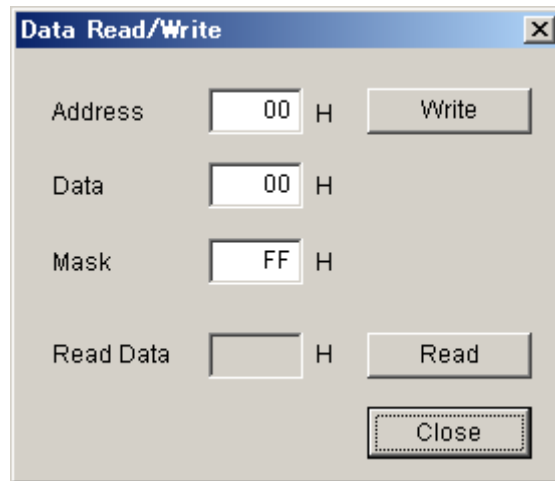 Data Read/Write
Address 00 H Write
Data 00 H
Mask FF H
Read Data H Read
Close